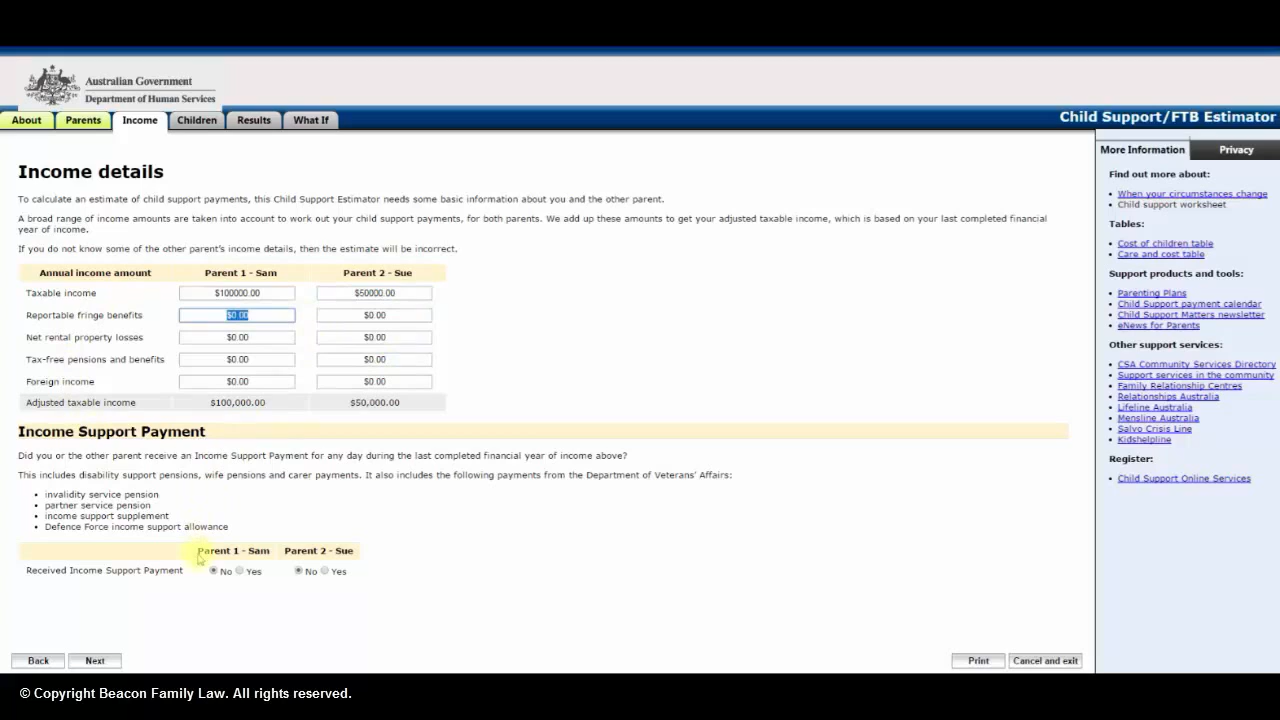 Australian Government
Department of Human Services
About Parents Income Children Results What If
Child Support/FTB Estimator
Income details
To calculate an estimate of child support payments, this Child Support Estimator needs some basic information about you and the other parent.
A broad range of income amounts are taken into account to work out your child support payments, for both parents. We add up these amounts to get your adjusted taxable income, which is based on your last completed financial
year of income.
If you do not know some of the other parent's income details, then the estimate will be incorrect.
Annual income amount Parent 1 - Sam Parent 2 - Sue
Taxable income $100000.00 $50000.00
Reportable fringe benefits $0.00 $0.00
Net rental property losses $0.00 $0.00
Tax-free pensions and benefits $0.00 $0.00
Foreign income $0.00 $0.00
Adjusted taxable income $100,000.00 $50,000.00
Income Support Payment
Did you or the other parent receive an Income Support Payment for any day during the last completed financial year of income above?
This includes disability support pensions, wife pensions and carer payments. It also includes the following payments from the Department of Veterans' Affairs:
invalidity service pension
partner service pension
income support supplement
Defence Force income support allowance
Parent 1 - Sam Parent 2 - Sue
Received Income Support Payment No Yes No Yes
Back Next Print Cancel and exit
More Information Privacy
Find out more about:
When your circumstances change
Child support worksheet
Tables:
Cost of children table
Care and cost table
Support products and tools:
Parenting Plans
Child Support payment calendar
Child Support Matters newsletter
eNews for Parents
Other support services:
CSA Community Services Directory
Support services in the community
Family Relationship Centres
Relationships Australia
Lifeline Australia
Mensline Australia
Salvo Crisis Line
Kidshelpline
Register:
Child Support Online Services
© Copyright Beacon Family Law. All rights reserved.